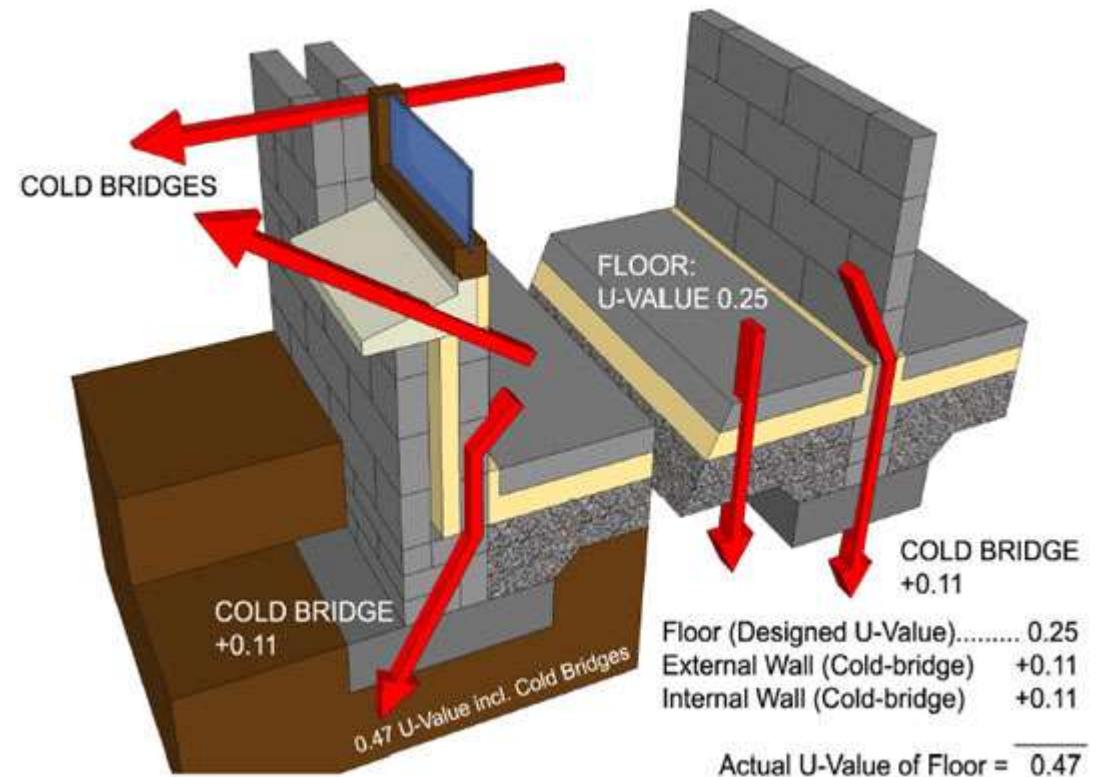 COLD BRIDGES
FLOOR:
U-VALUE 0.25
COLD BRIDGE
+0.11
COLD BRIDGE
+0.11
0.47 U-Value incl. Cold Bridges
Floor (Designed U-Value)......... 0.25
External Wall (Cold-bridge) +0.11
Internal Wall (Cold-bridge) +0.11
Actual U-Value of Floor = 0.47